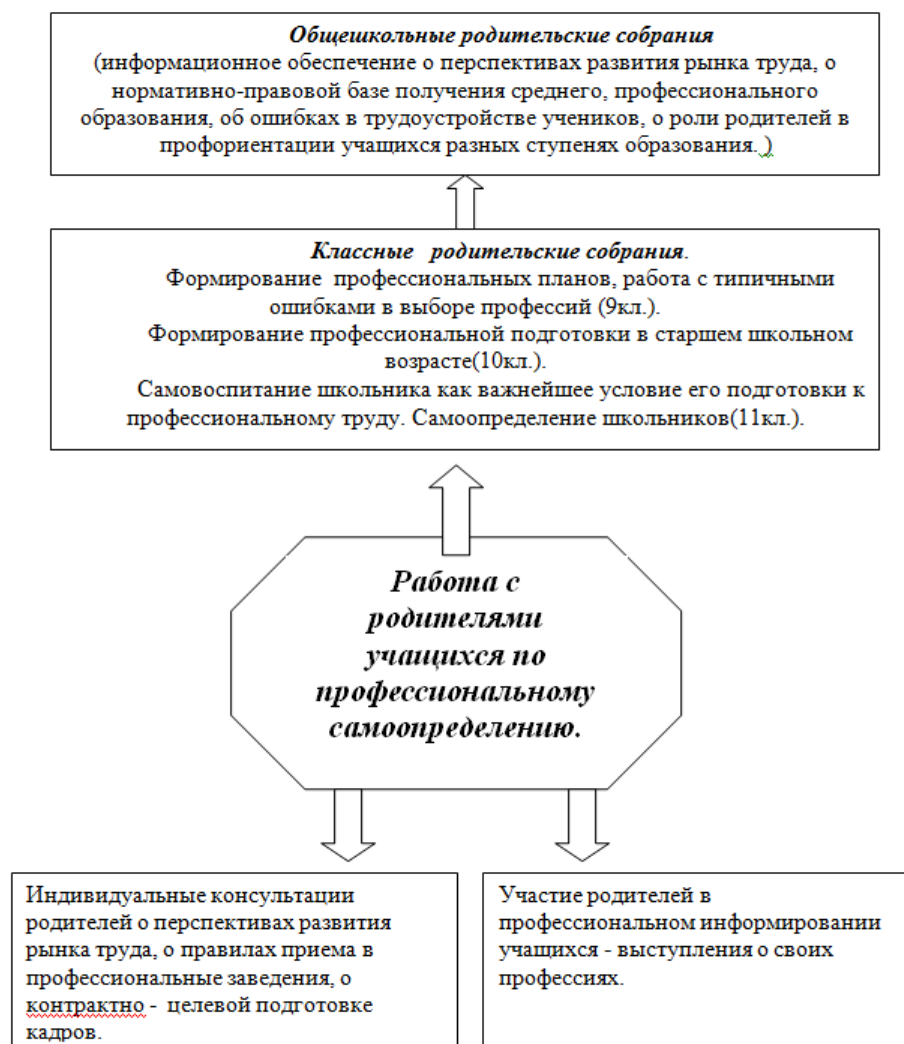 Общешкольные родительские собрания
(информационное обеспечение о перспективах развития рынка труда, о
нормативно-правовой базе получения среднего, профессионального
образования, об ошибках в трудоустройстве учеников, о роли родителей в
профориентации учащихся разных ступенях образования. )
Классные родительские собрания.
Формирование профессиональных планов, работа с типичными
ошибками в выборе профессий (9кл.).
Формирование профессиональной подготовки в старшем школьном
возрасте(10кл.).
Самовоспитание школьника как важнейшее условие его подготовки к
профессиональному труду. Самоопределение школьников(11кл.).
Работа с
родителями
учащихся по
профессиональному
самоопределению.
Индивидуальные консультации
родителей о перспективах развития
рынка труда, о правилах приема в
профессиональные заведения, о
контрактно - целевой подготовке
кадров.
Участие родителей в
профессиональном информировании
учащихся - выступления о своих
профессиях.